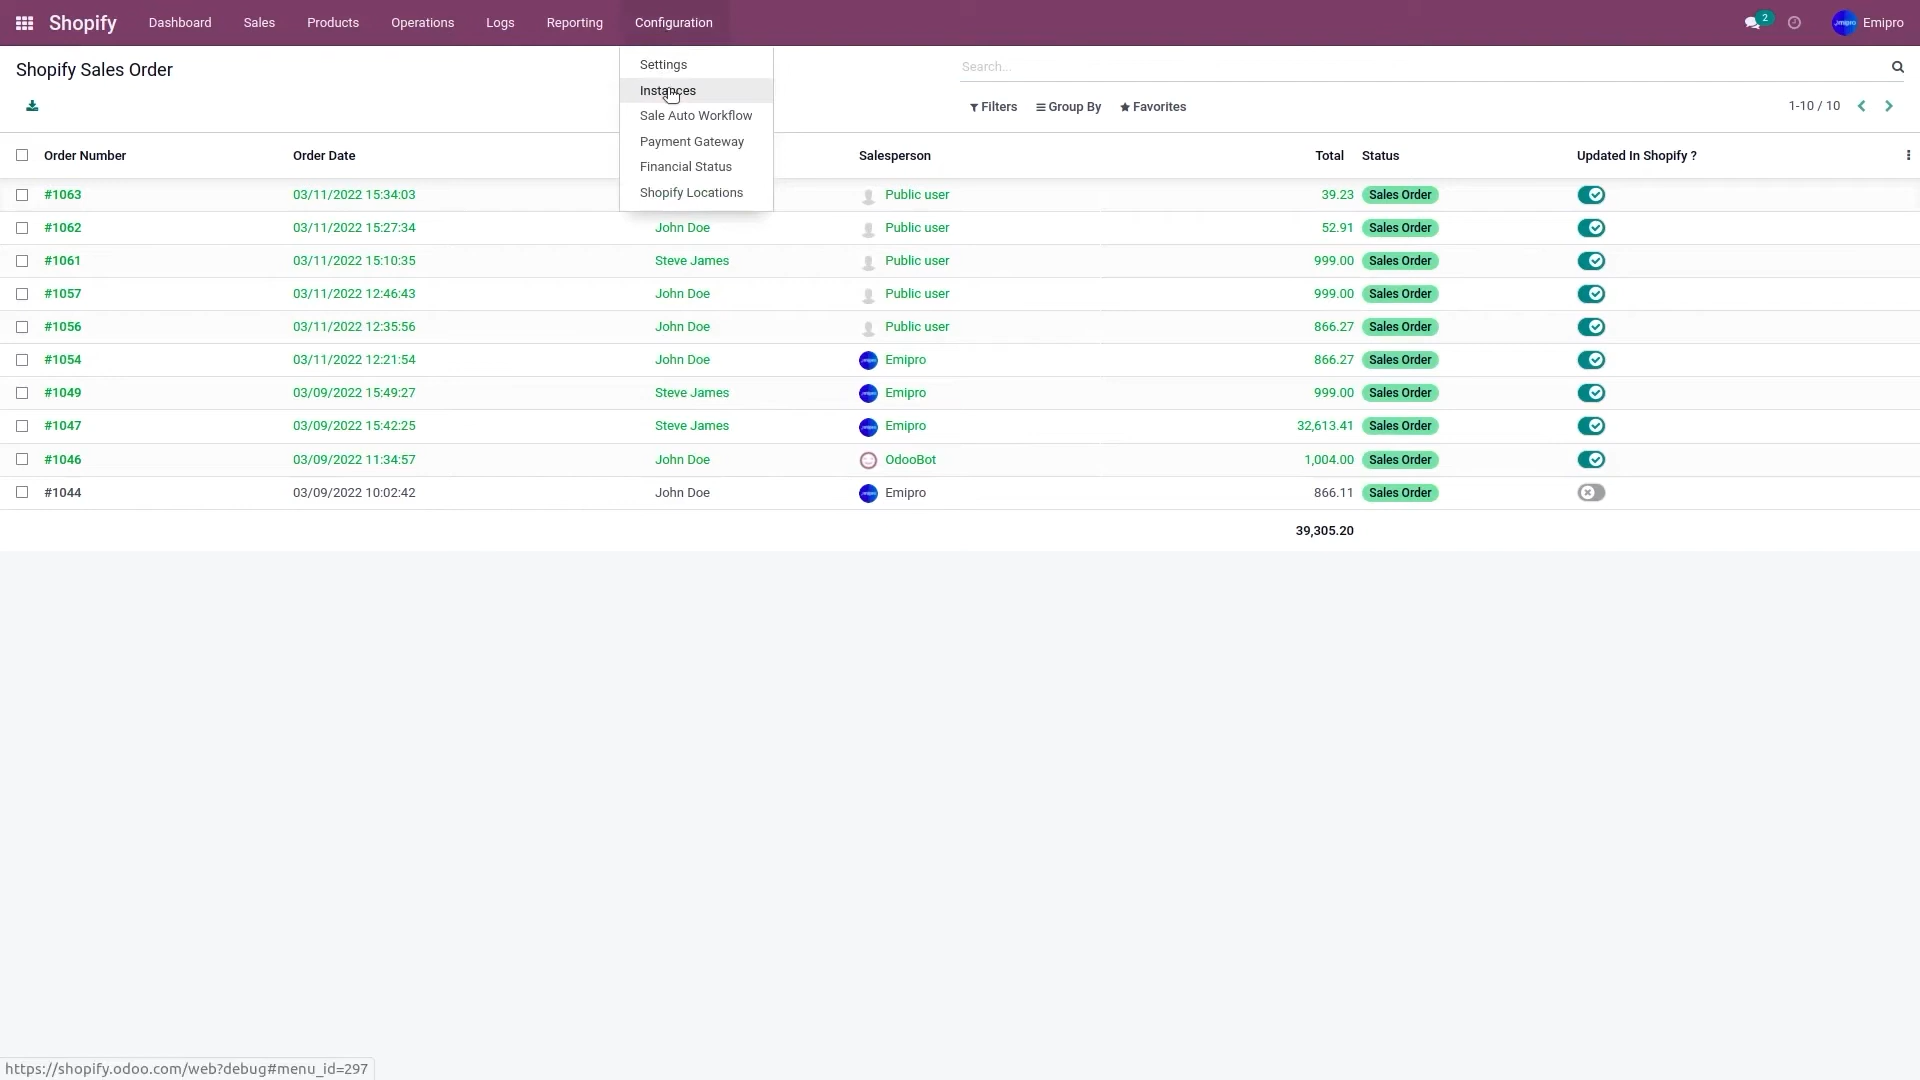 Shopify Dashboard Sales Products Operations Logs Reporting Configuration 2 Emipro
Shopify Sales Order Settings Search...
Instances
Filters Group By Favorites 1-10 / 10
Sale Auto Workflow
Payment Gateway
Order Number Order Date Salesperson Total Status Updated In Shopify ?
Financial Status
Shopify Locations
#1063 03/11/2022 15:34:03 Public user 39.23 Sales Order
#1062 03/11/2022 15:27:34 John Doe Public user 52.91 Sales Order
#1061 03/11/2022 15:10:35 Steve James Public user 999.00 Sales Order
#1057 03/11/2022 12:46:43 John Doe Public user 999.00 Sales Order
#1056 03/11/2022 12:35:56 John Doe Public user 866.27 Sales Order
#1054 03/11/2022 12:21:54 John Doe Emipro 866.27 Sales Order
#1049 03/09/2022 15:49:27 Steve James Emipro 999.00 Sales Order
#1047 03/09/2022 15:42:25 Steve James Emipro 32,613.41 Sales Order
#1046 03/09/2022 11:34:57 John Doe OdooBot 1,004.00 Sales Order
#1044 03/09/2022 10:02:42 John Doe Emipro 866.11 Sales Order
39,305.20
https://shopify.odoo.com/web?debug#menu_id=297